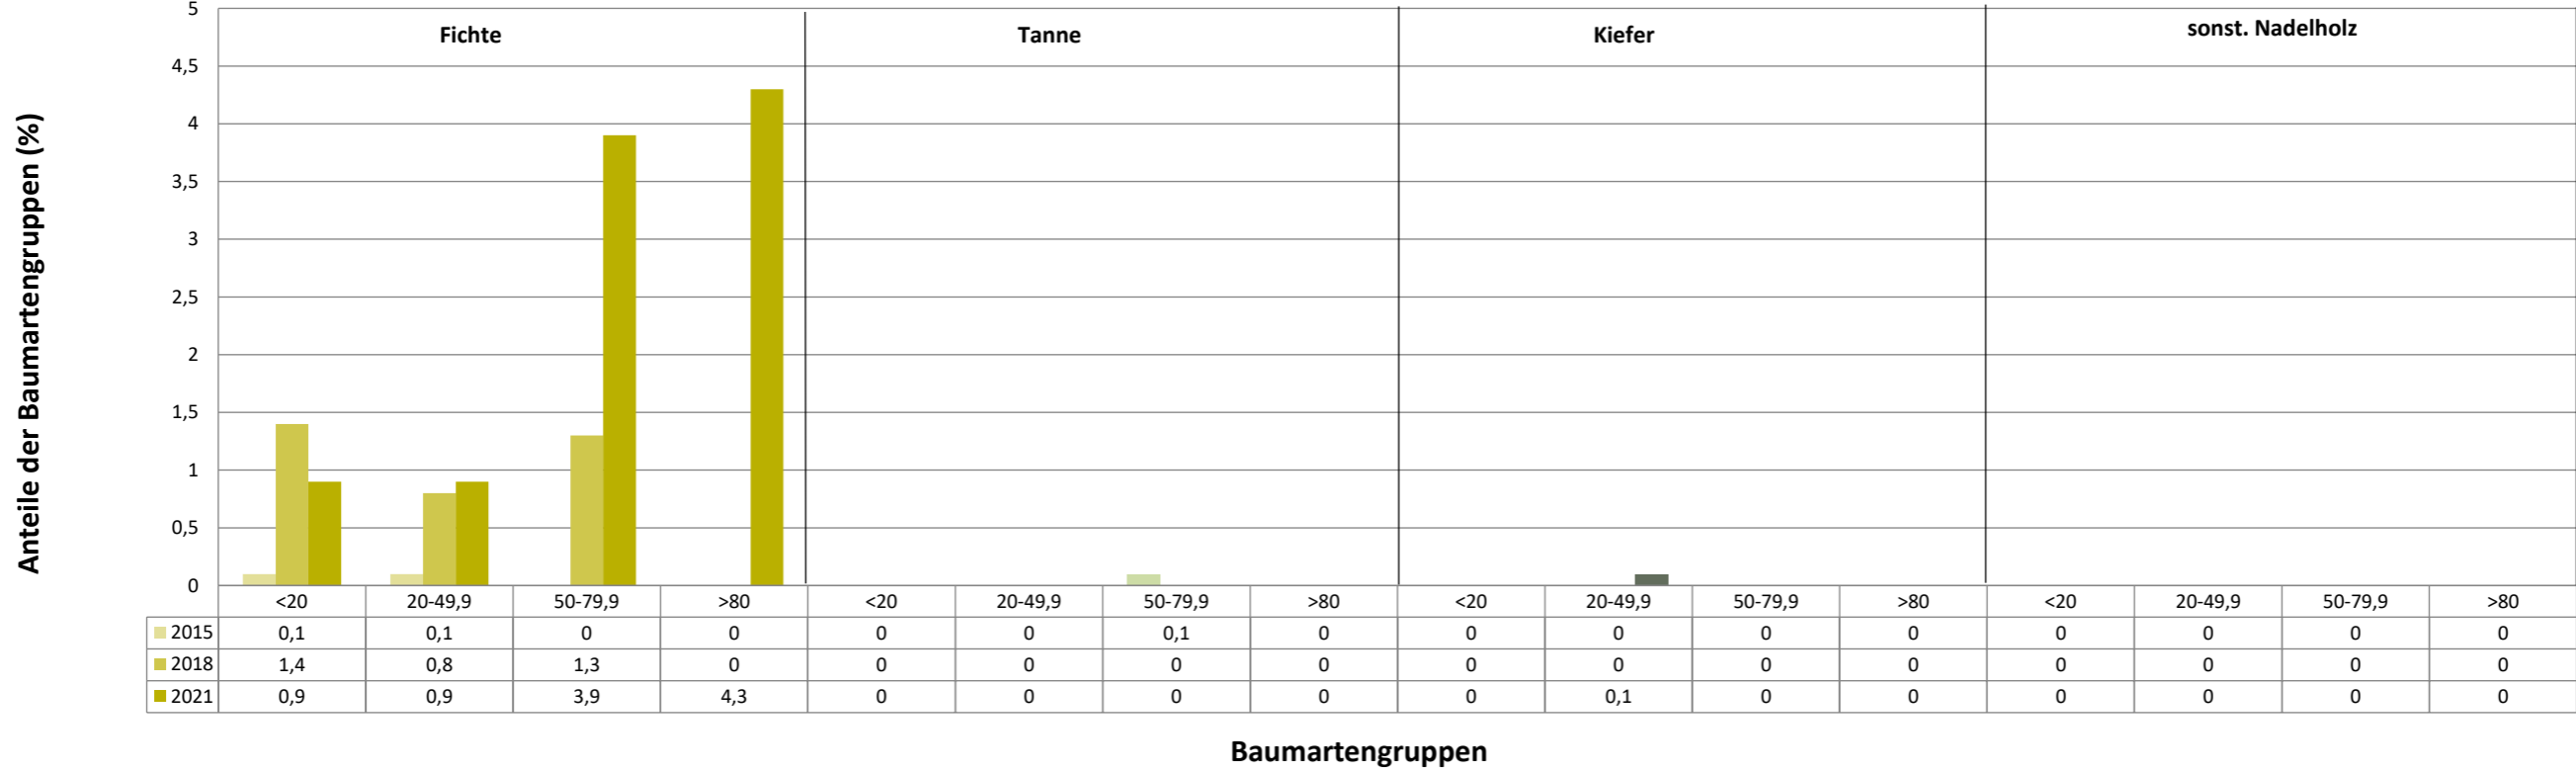 Anteile der Baumartengruppen (%)
5
4,5
4
3,5
3
2,5
2
1,5
1
0,5
0
Fichte Tanne Kiefer sonst. Nadelholz
<20 20-49,9 50-79,9 >80 <20 20-49,9 50-79,9 >80 <20 20-49,9 50-79,9 >80 <20 20-49,9 50-79,9 >80
2015 0,1 0,1 0 0 0 0 0,1 0 0 0 0 0 0 0 0 0
2018 1,4 0,8 1,3 0 0 0 0 0 0 0 0 0 0 0 0 0
2021 0,9 0,9 3,9 4,3 0 0 0 0 0 0,1 0 0 0 0 0 0
Baumartengruppen